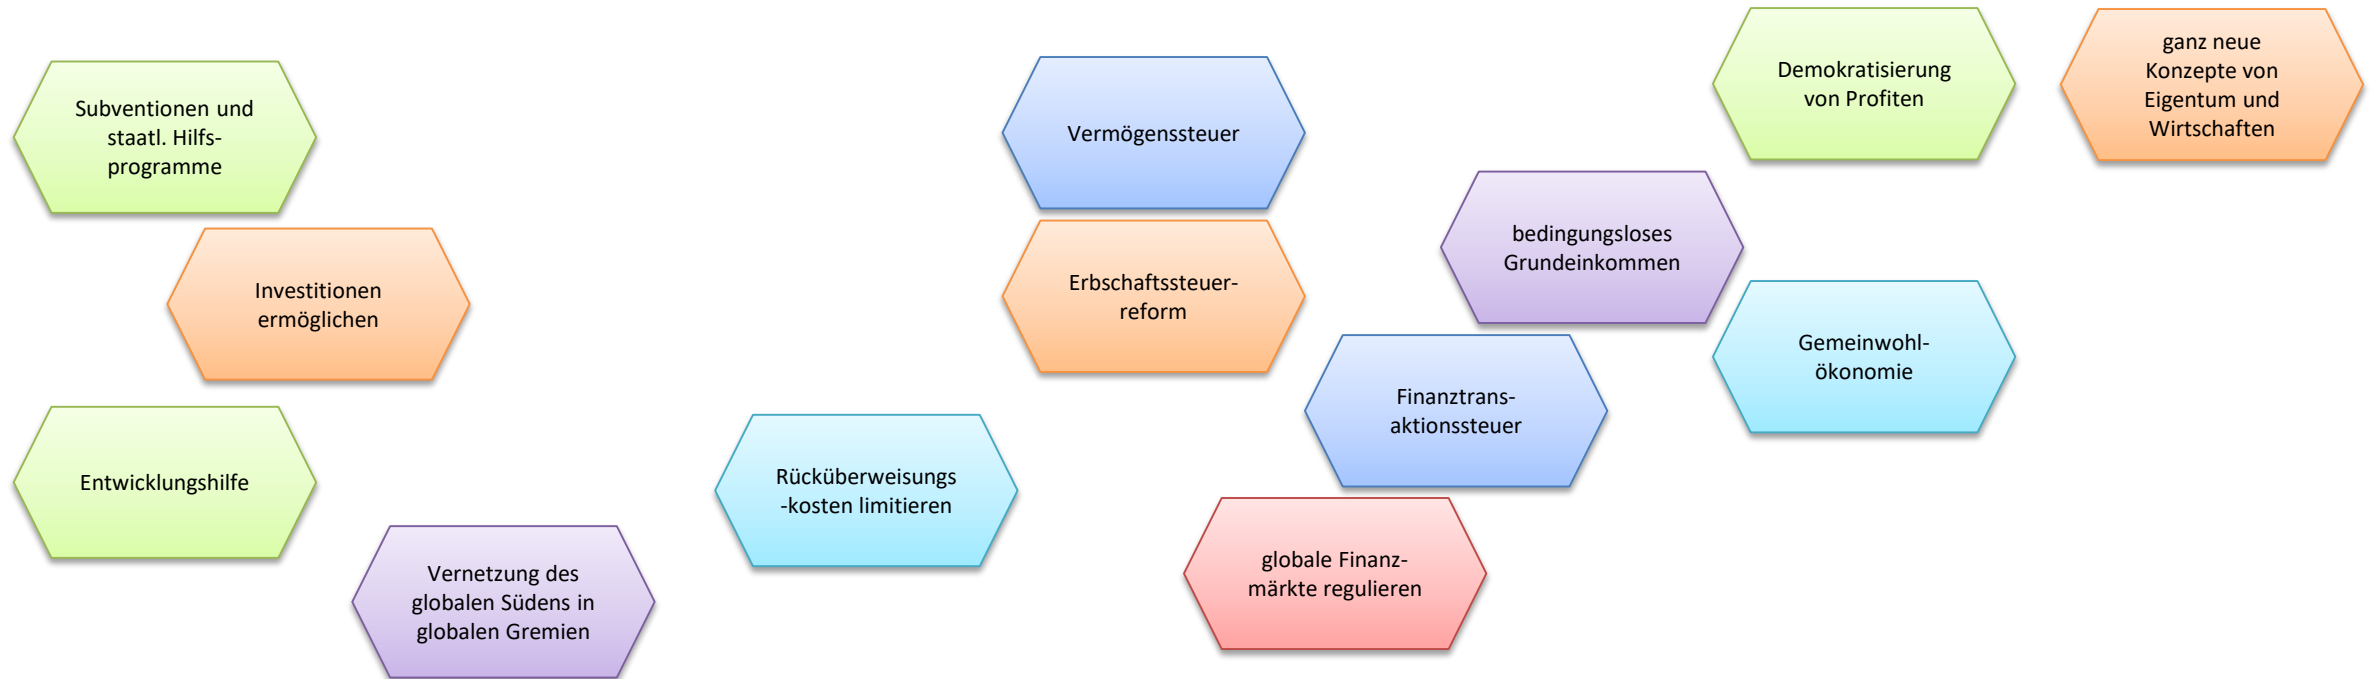 Subventionen und
staatl. Hilfs-
programme
Investitionen
ermöglichen
Entwicklungshilfe
Vernetzung des
globalen Südens in
globalen Gremien
Rücküberweisungs
-kosten limitieren
Vermögenssteuer
Erbschaftssteuer-
reform
Finanztrans-
aktionssteuer
globale Finanz-
märkte regulieren
bedingungsloses
Grundeinkommen
Demokratisierung
von Profiten
Gemeinwohl-
ökonomie
ganz neue
Konzepte von
Eigentum und
Wirtschaften